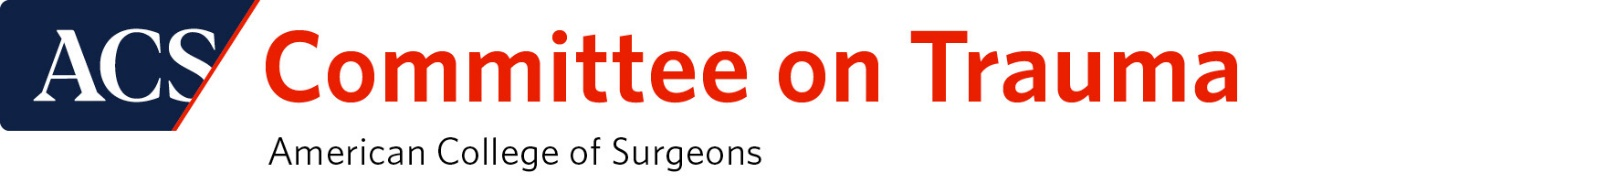 ACS Committee on Trauma
American College of Surgeons